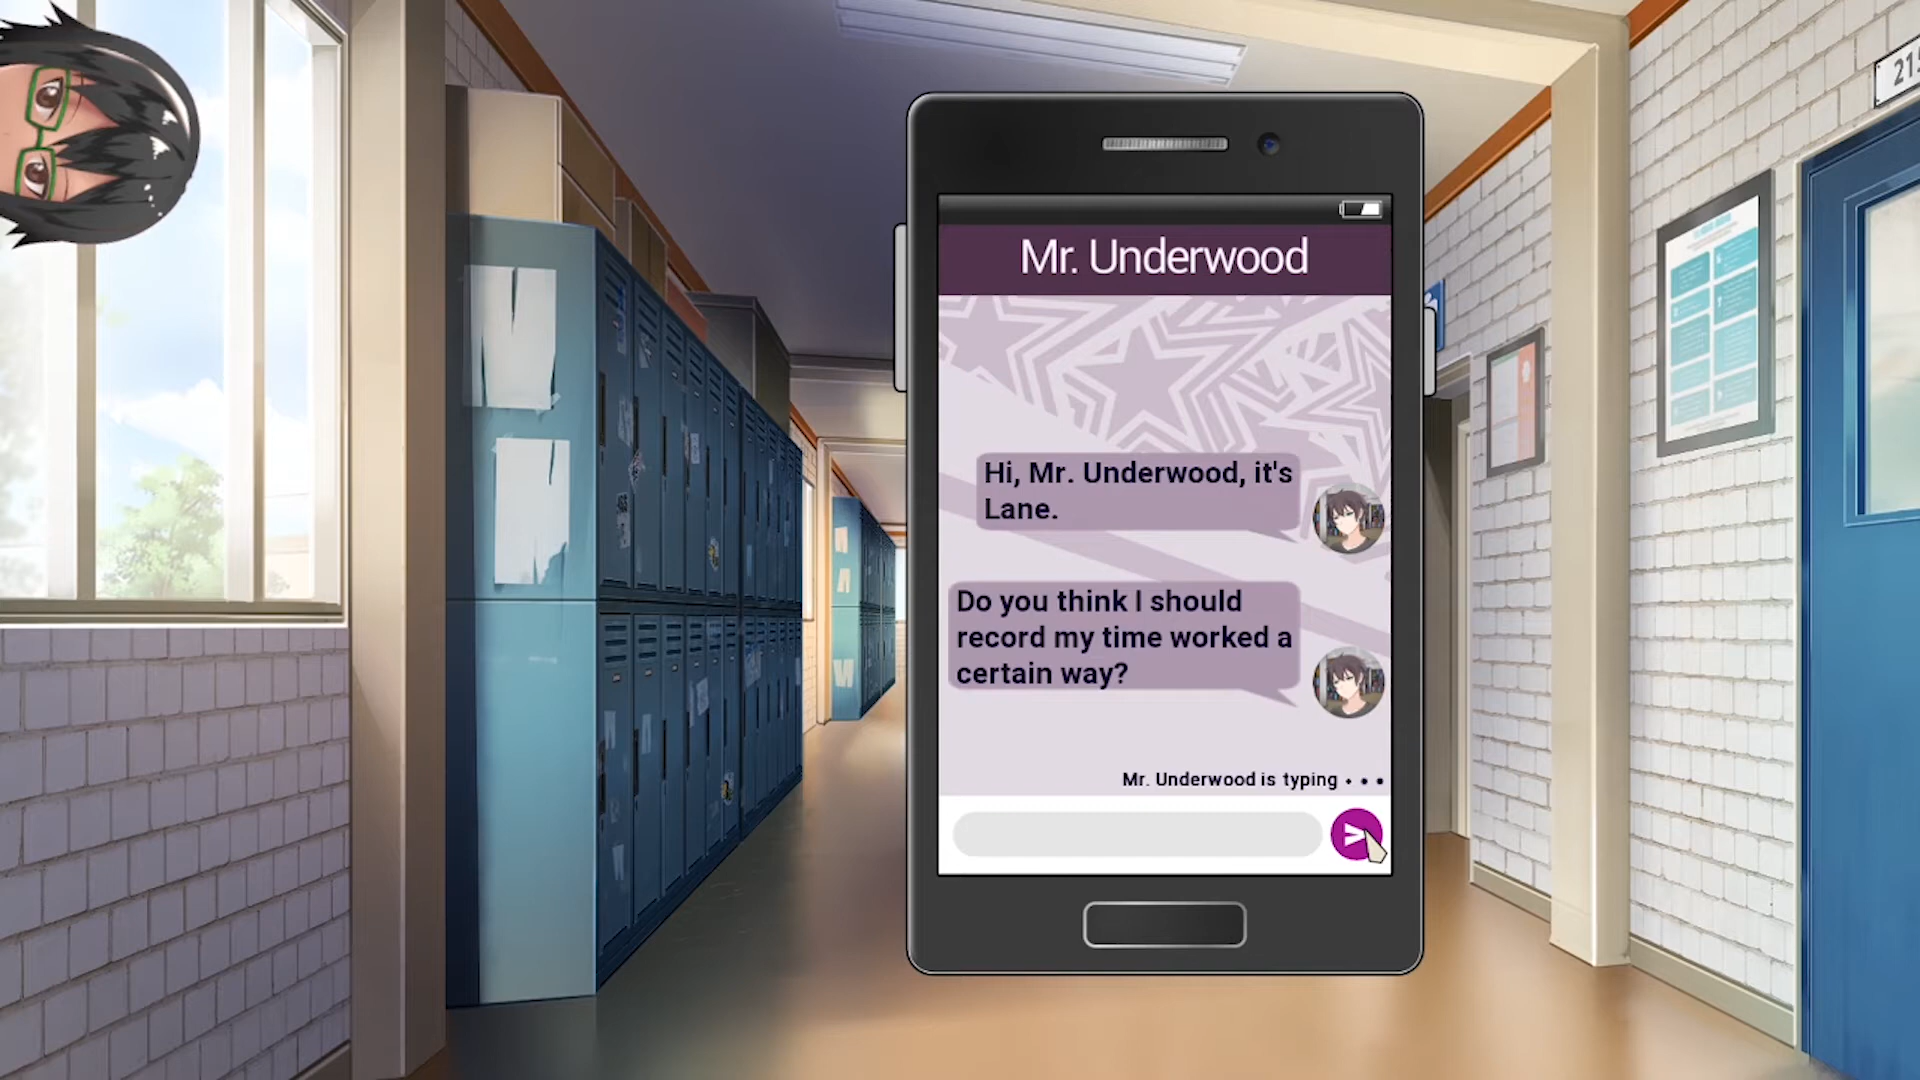 215
Mr. Underwood
Hi, Mr. Underwood, it's
Lane.
Do you think I should
record my time worked a
certain way?
Mr. Underwood is typing • • •